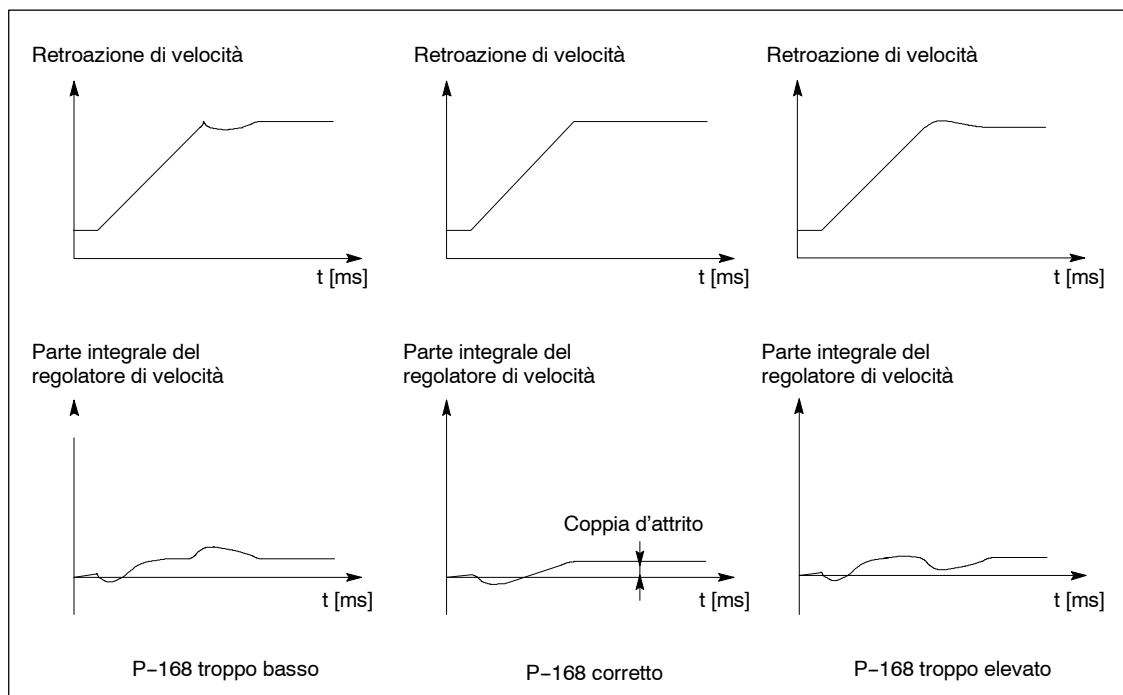 Retroazione di velocità
Retroazione di velocità
Retroazione di velocità
t [ms]
t [ms]
t [ms]
Parte integrale del
regolatore di velocità
Parte integrale del
regolatore di velocità
Parte integrale del
regolatore di velocità
Coppia d'attrito
t [ms]
t [ms]
t [ms]
P-168 troppo basso
P-168 corretto
P-168 troppo elevato